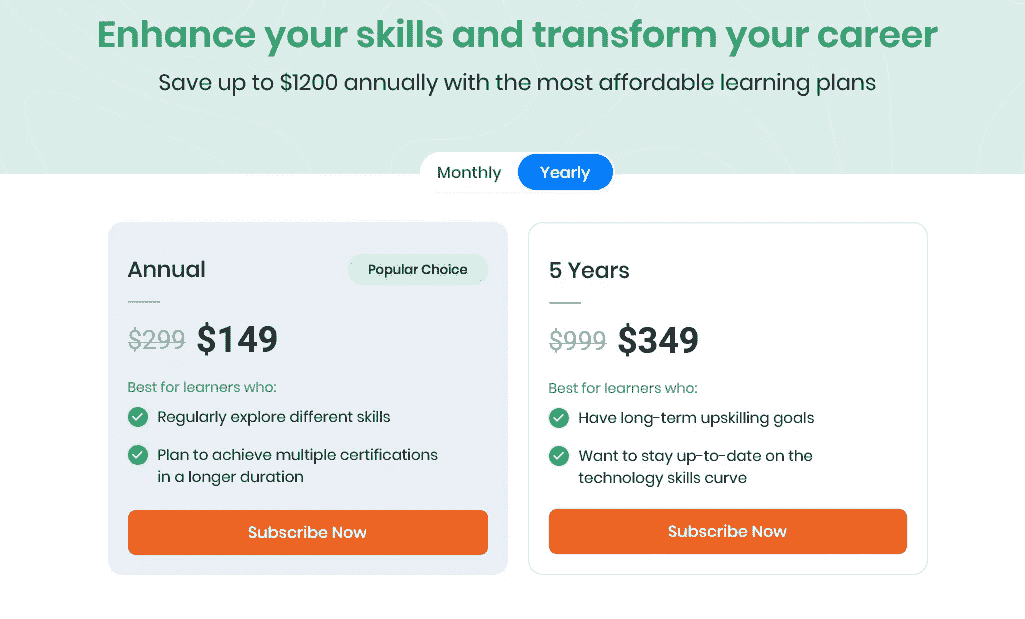 Enhance your skills and transform your career
Save up to $1200 annually with the most affordable learning plans
Monthly
Yearly
Annual
Popular Choice
$299 $149
Best for learners who:
Regularly explore different skills
Plan to achieve multiple certifications
in a longer duration
Subscribe Now
5 Years
$999 $349
Best for learners who:
Have long-term upskilling goals
Want to stay up-to-date on the
technology skills curve
Subscribe Now